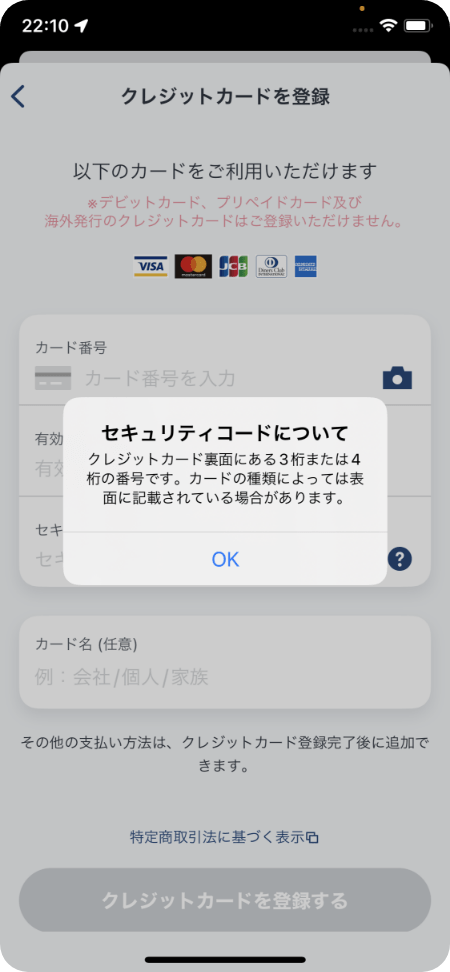 22:10
クレジットカードを登録
以下のカードをご利用いただけます
※デビットカード、プリペイドカード及び
海外発行のクレジットカードはご登録いただけません。
VISA mastercard JCB Diners Club
カード番号
カード番号を入力
有効
有効
セキュリティコードについて
クレジットカード裏面にある3桁または4
桁の番号です。カードの種類によっては表
面に記載されている場合があります。
OK
セキ
セキ
?
カード名 (任意)
例：会社/個人/家族
その他の支払い方法は、クレジットカード登録完了後に追加で
きます。
特定商取引法に基づく表示
クレジットカードを登録する